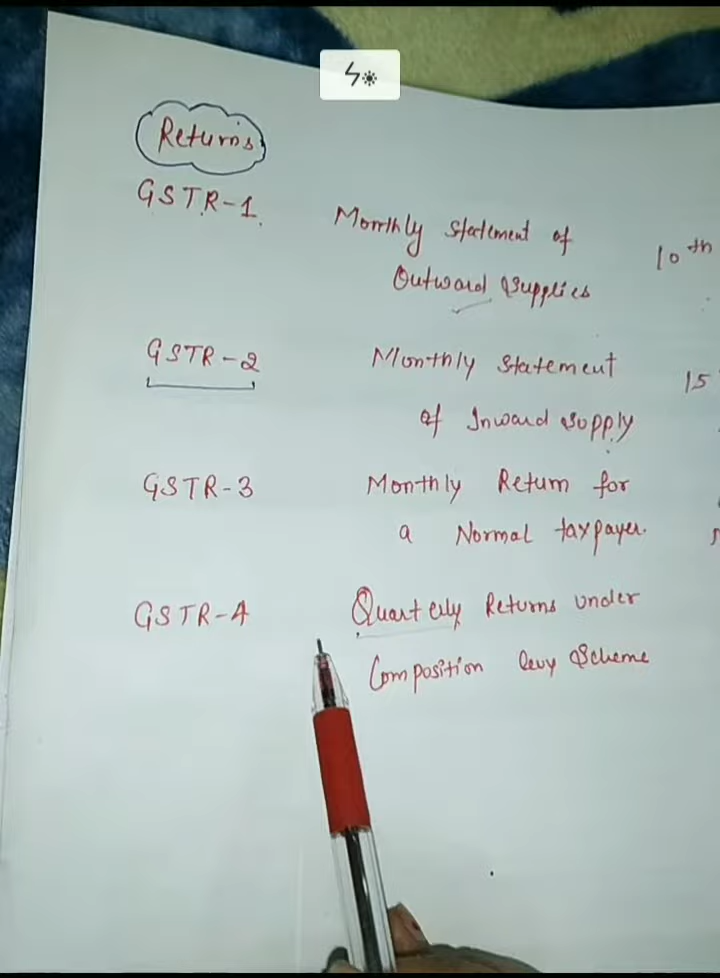 Returns
GSTR-1. Monthly Statement of 10th
Outward Supplies
GSTR-2 Monthly Statement 15
of Inward Supply
GSTR-3 Monthly Return for
a Normal taxpayer.
GSTR-4 Quarterly Returns under
Composition levy Scheme